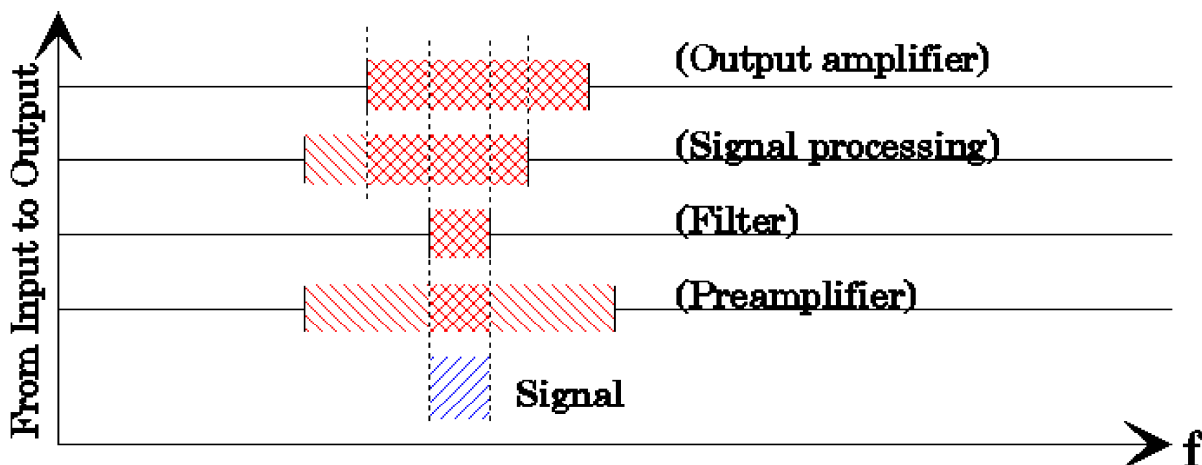 From Input to Output
(Output amplifier)
(Signal processing)
(Filter)
(Preamplifier)
Signal
f